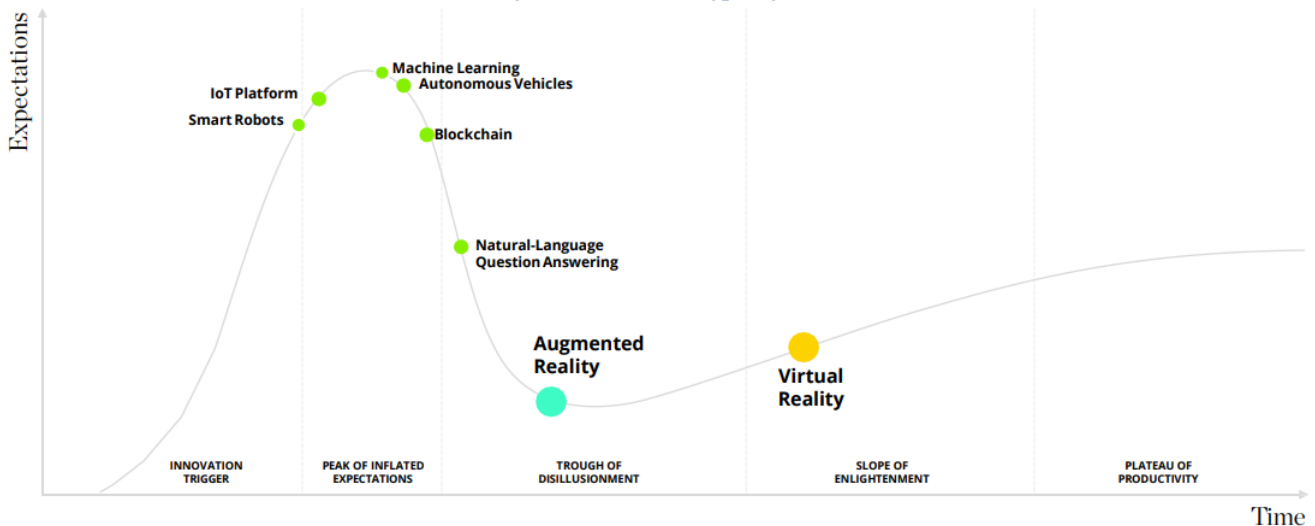 Expectations
Machine Learning
Autonomous Vehicles
IoT Platform
Smart Robots
Blockchain
Natural-Language
Question Answering
Augmented
Reality
Virtual
Reality
INNOVATION
TRIGGER
PEAK OF INFLATED
EXPECTATIONS
TROUGH OF
DISILLUSIONMENT
SLOPE OF
ENLIGHTENMENT
PLATEAU OF
PRODUCTIVITY
Time